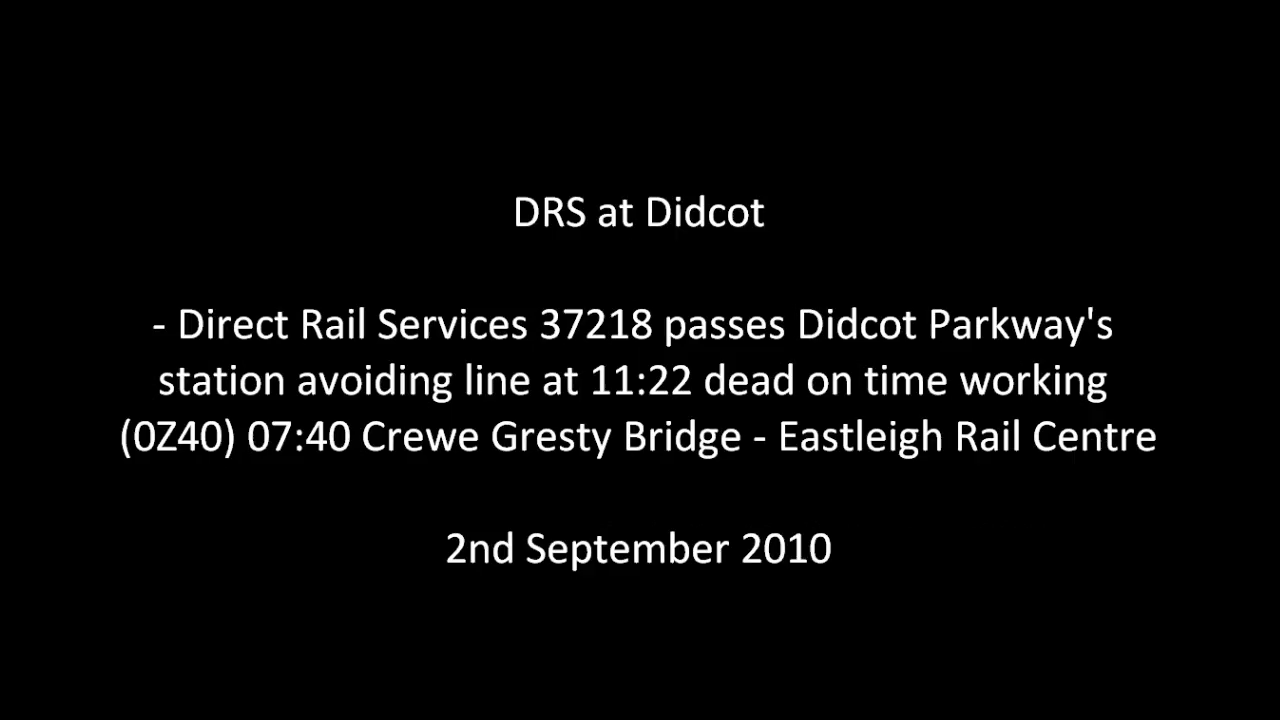 DRS at Didcot
- Direct Rail Services 37218 passes Didcot Parkway's
station avoiding line at 11:22 dead on time working
(0Z40) 07:40 Crewe Gresty Bridge - Eastleigh Rail Centre
2nd September 2010